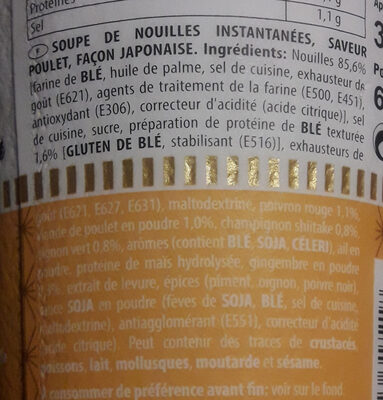 Protéines
Sel
1,1 g
F SOUPE DE NOUILLES INSTANTANÉES, SAVEUR
POULET, FAÇON JAPONAISE. Ingrédients: Nouilles 85,6%
[farine de BLÉ, huile de palme, sel de cuisine, exhausteur de
goût (E621), agents de traitement de la farine (E500, E451),
antioxydant (E306), correcteur d'acidité (acide citrique)], sel
de cuisine, sucre, préparation de protéine de BLÉ texturée
1,6% [GLUTEN DE BLÉ, stabilisant (E516)], exhausteurs de
goût (E621, E627, E631), maltodextrine, poivron rouge 1,1%,
viande de poulet en poudre 1,0%, champignon shiitake 0,8%,
oignon vert 0,8%, arômes (contient BLÉ, SOJA, CÉLERI), ail en
poudre, protéine de maïs hydrolysée, gingembre en poudre
extrait de levure, épices (piment, oignon, poivre noir),
sauce SOJA en poudre (fèves de SOJA, BLÉ, sel de cuisine,
maltodextrine), antiagglomérant (E551), correcteur d'acidité
(acide citrique). Peut contenir des traces de crustacés,
poissons, lait, mollusques, moutarde et sésame.
À consommer de préférence avant fin: voir sur le fond.